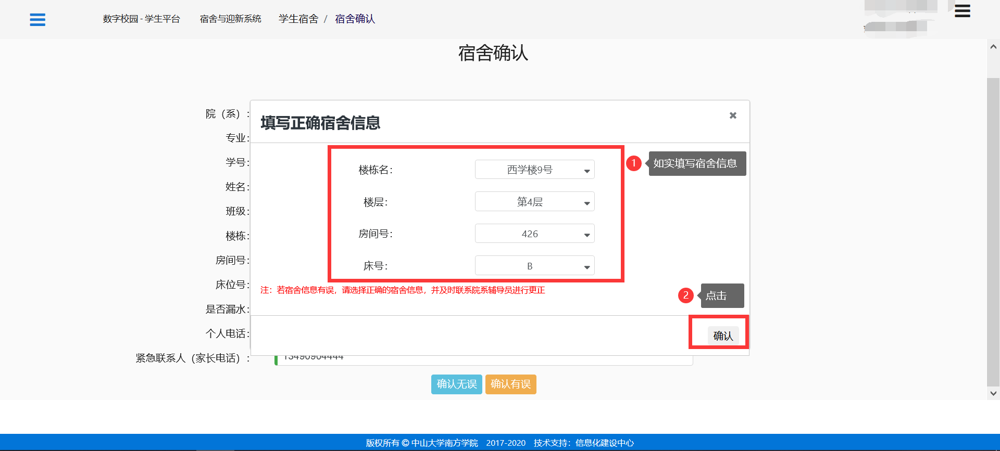 数字校园 - 学生平台 宿舍与迎新系统 学生宿舍 / 宿舍确认
宿舍确认
院（系）:
专业:
学号:
姓名:
班级:
楼栋:
房间号:
床位号:
是否漏水:
个人电话:
紧急联系人（家长电话）:
填写正确宿舍信息
楼栋名: 西学楼9号
楼层: 第4层
房间号: 426
床号: B
1 如实填写宿舍信息
注：若宿舍信息有误，请选择正确的宿舍信息，并及时联系院系辅导员进行更正
2 点击
确认
确认无误 确认有误
版权所有 © 中山大学南方学院 2017-2020 技术支持：信息化建设中心